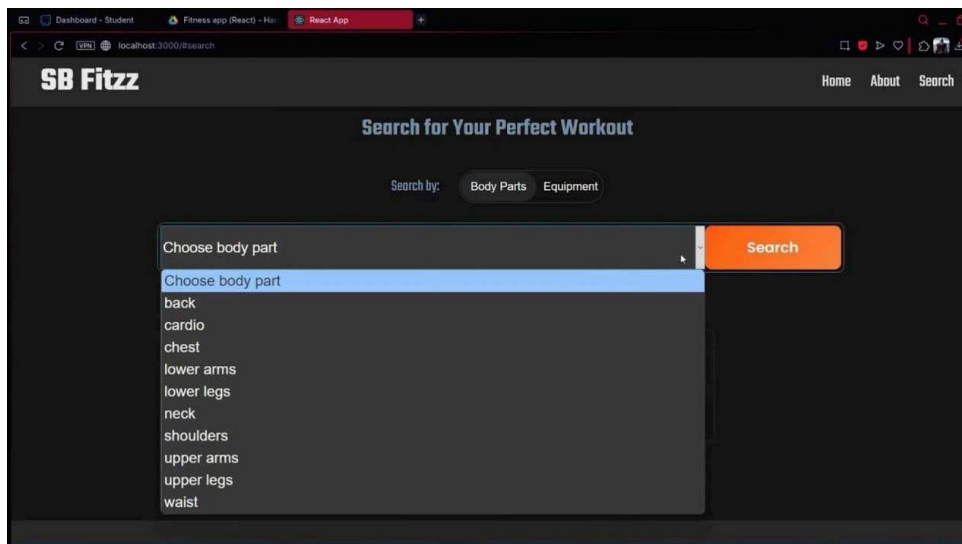 Dashboard - Student Fitness app (React) - Har React App
VPN localhost:3000/#search
SB Fitzz Home About Search
Search for Your Perfect Workout
Search by: Body Parts Equipment
Choose body part Search
Choose body part
back
cardio
chest
lower arms
lower legs
neck
shoulders
upper arms
upper legs
waist